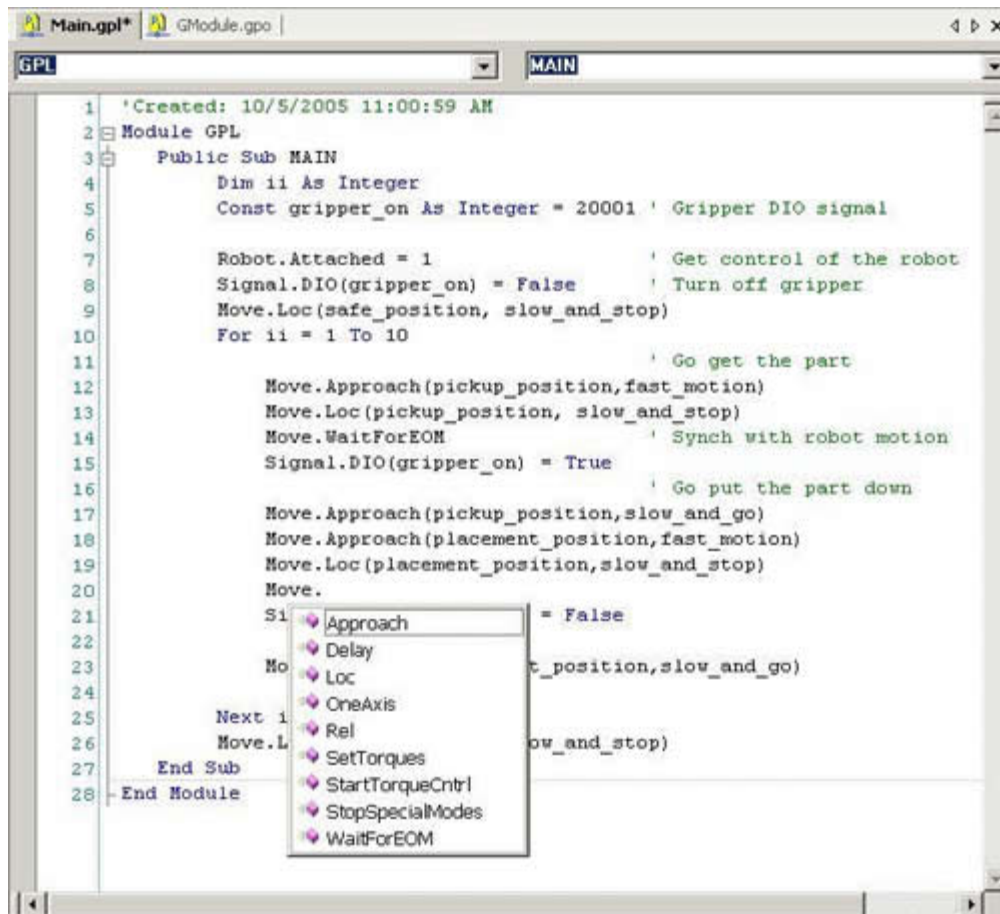 Main.gpl* GModule.gpo
GPL MAIN
1 'Created: 10/5/2005 11:00:59 AM
2 Module GPL
3 Public Sub MAIN
4 Dim ii As Integer
5 Const gripper_on As Integer = 20001 ' Gripper DIO signal
6
7 Robot.Attached = 1 ' Get control of the robot
8 Signal.DIO(gripper_on) = False ' Turn off gripper
9 Move.Loc(safe_position, slow_and_stop)
10 For ii = 1 To 10
11 ' Go get the part
12 Move.Approach(pickup_position,fast_motion)
13 Move.Loc(pickup_position, slow_and_stop)
14 Move.WaitForEOM ' Synch with robot motion
15 Signal.DIO(gripper_on) = True
16 ' Go put the part down
17 Move.Approach(pickup_position,slow_and_go)
18 Move.Approach(placement_position,fast_motion)
19 Move.Loc(placement_position,slow_and_stop)
20 Move.
21 Si = False
22
23 Mo t_position,slow_and_go)
24
25 Next i
26 Move.L ow_and_stop)
27 End Sub
28 End Module
Approach
Delay
Loc
OneAxis
Rel
SetTorques
StartTorqueCntrl
StopSpecialModes
WaitForEOM